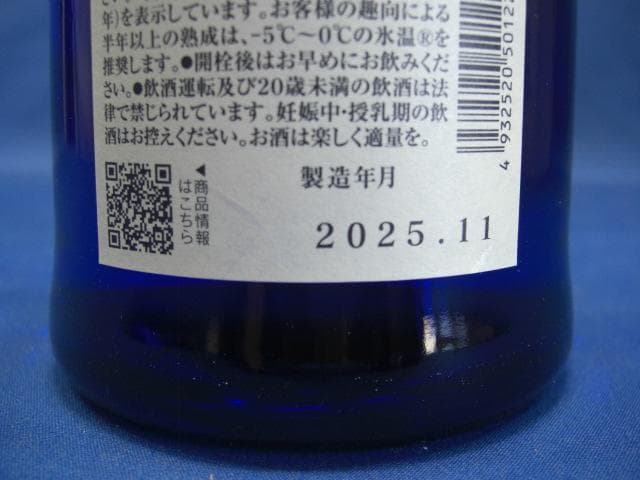 年)を表示しています。お客様の趣向による
半年以上の熟成は、-5℃~0℃の氷温®を
推奨します。●開栓後はお早めにお飲みくだ
さい。●飲酒運転及び20歳未満の飲酒は法
律で禁じられています。妊娠中・授乳期の飲
酒はお控えください。お酒は楽しく適量を。
◀商品情報
はこちら
製造年月
2025.11
4 932520 50122